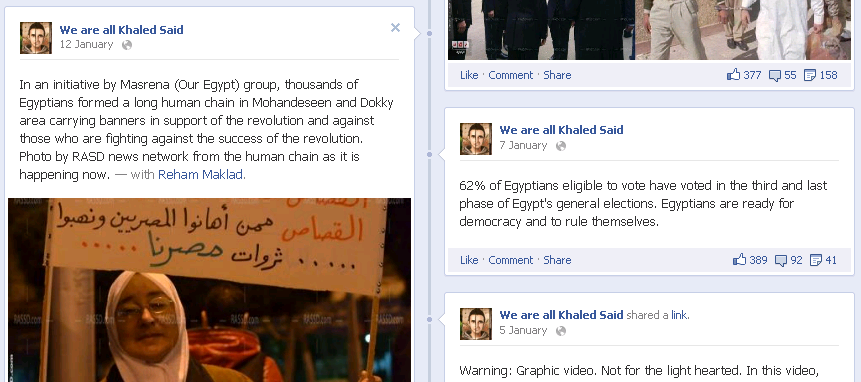 We are all Khaled Said
12 January
In an initiative by Masrena (Our Egypt) group, thousands of
Egyptians formed a long human chain in Mohandeseen and Dokky
area carrying banners in support of the revolution and against
those who are fighting against the success of the revolution.
Photo by RASD news network from the human chain as it is
happening now. — with Reham Maklad.
القصاص
القصاص ممن أهانوا المصريين ونهبوا
..... ثروات مصرنا .....
RASSD.com
RASSD.com
RASSD.com
Like · Comment · Share
377 55 158
We are all Khaled Said
7 January
62% of Egyptians eligible to vote have voted in the third and last
phase of Egypt's general elections. Egyptians are ready for
democracy and to rule themselves.
Like · Comment · Share
389 92 41
We are all Khaled Said shared a link.
5 January
Warning: Graphic video. Not for the light hearted. In this video,